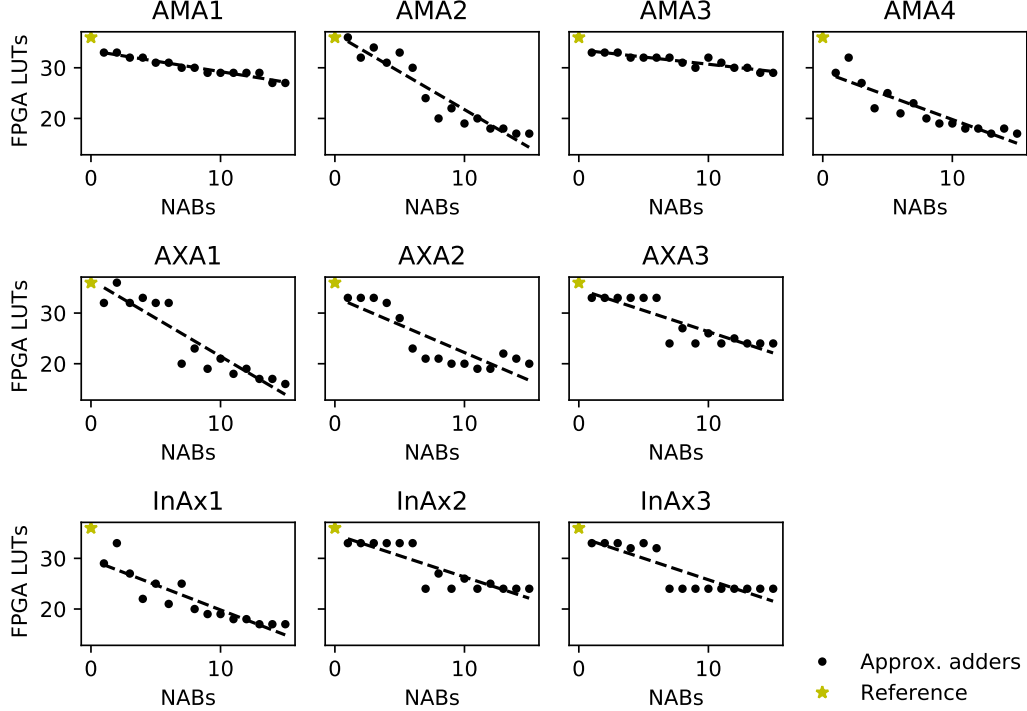 AMA1 AMA2 AMA3 AMA4
FPGA LUTs
30
20
0 10 0 10 0 10 0 10
NABs NABs NABs NABs
AXA1 AXA2 AXA3
FPGA LUTs
30
20
0 10 0 10 0 10
NABs NABs NABs
InAx1 InAx2 InAx3
FPGA LUTs
30
20
0 10 0 10 0 10
NABs NABs NABs
Approx. adders
Reference